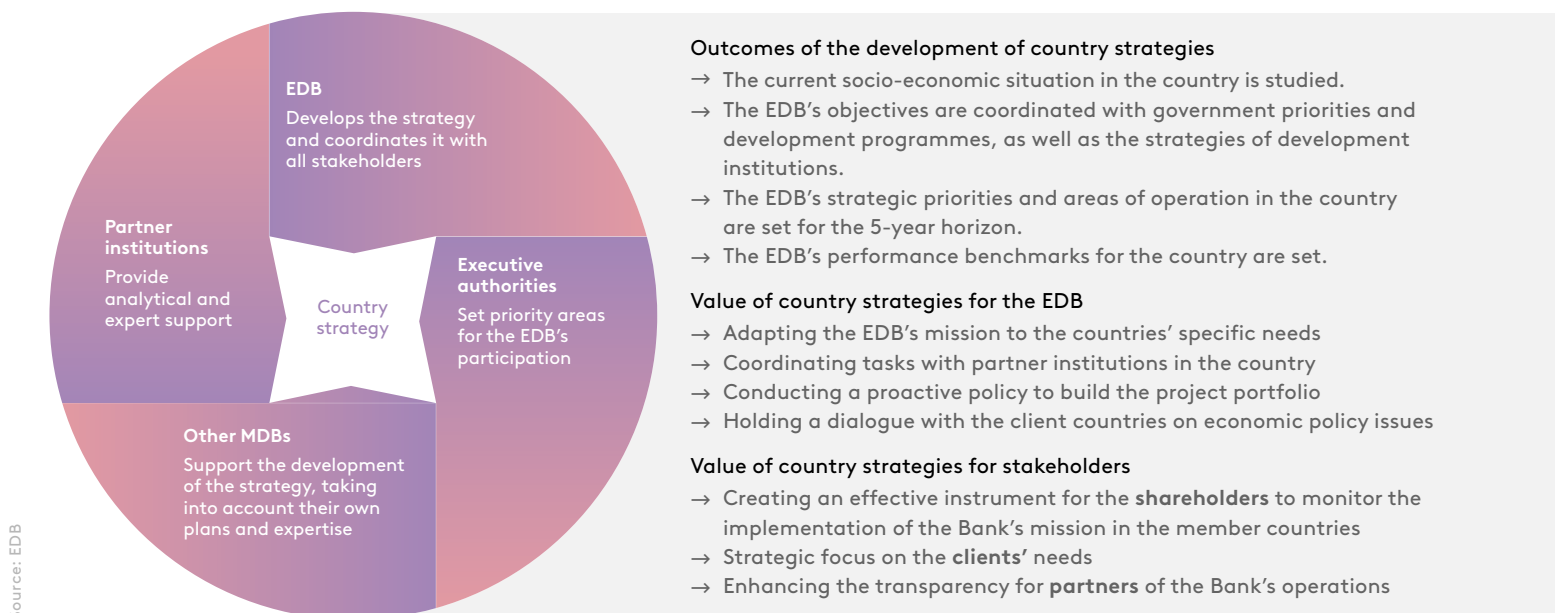 EDB
Develops the strategy
and coordinates it with
all stakeholders
Partner
institutions
Provide
analytical and
expert support
Country
strategy
Executive
authorities
Set priority areas
for the EDB's
participation
Other MDBs
Support the development
of the strategy, taking
into account their own
plans and expertise
Outcomes of the development of country strategies
→ The current socio-economic situation in the country is studied.
→ The EDB's objectives are coordinated with government priorities and
development programmes, as well as the strategies of development
institutions.
→ The EDB's strategic priorities and areas of operation in the country
are set for the 5-year horizon.
→ The EDB's performance benchmarks for the country are set.
Value of country strategies for the EDB
→ Adapting the EDB's mission to the countries' specific needs
→ Coordinating tasks with partner institutions in the country
→ Conducting a proactive policy to build the project portfolio
→ Holding a dialogue with the client countries on economic policy issues
Value of country strategies for stakeholders
→ Creating an effective instrument for the shareholders to monitor the
implementation of the Bank's mission in the member countries
→ Strategic focus on the clients' needs
→ Enhancing the transparency for partners of the Bank's operations
ource: EDB